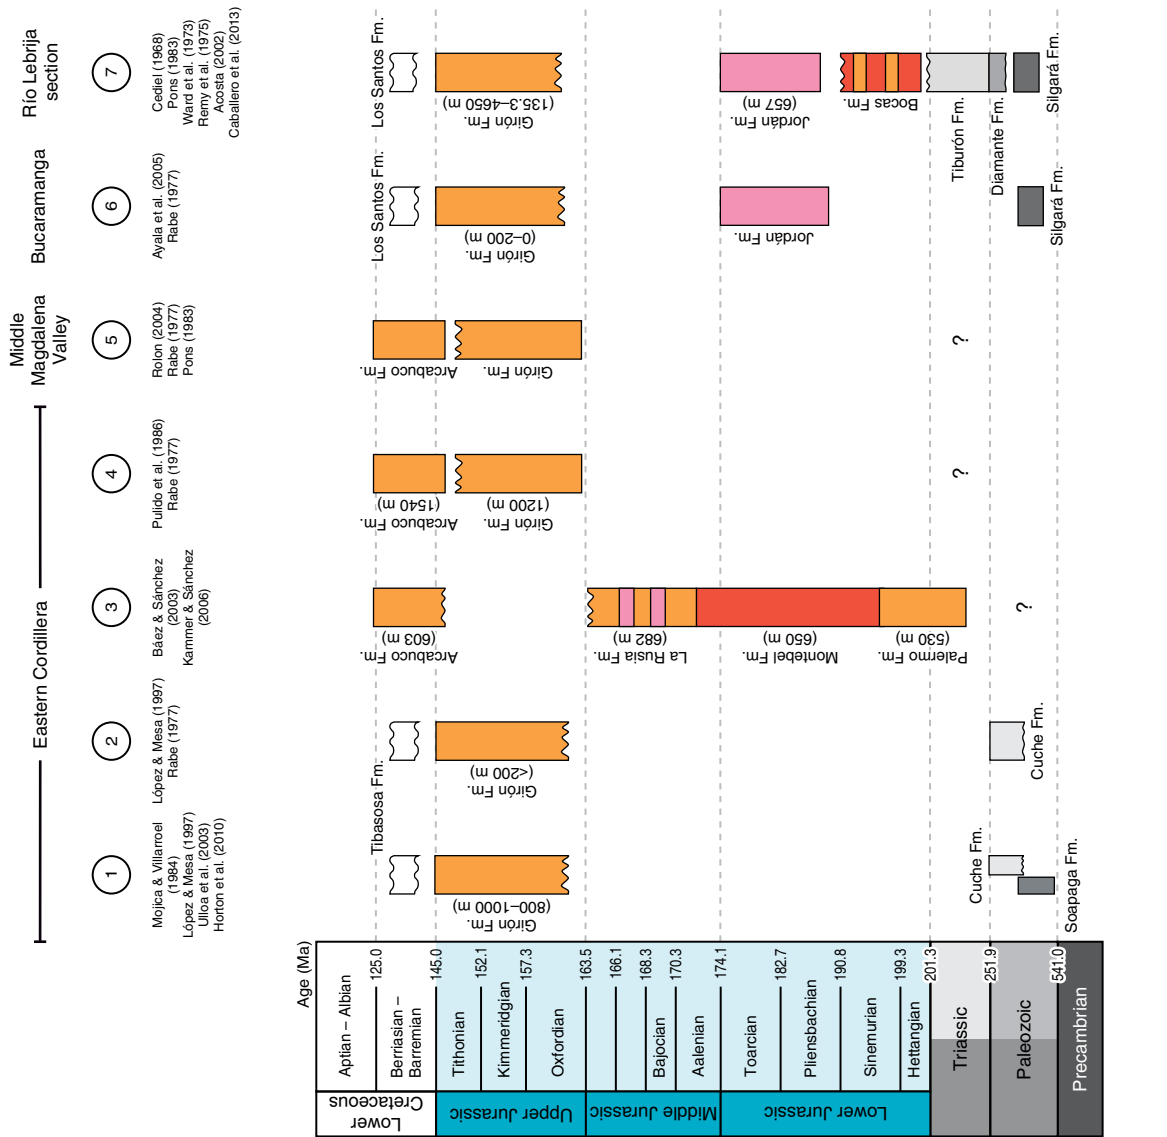 Eastern Cordillera
Middle
Magdalena
Valley
Bucaramanga
Río Lebrija
section
1
2
3
4
5
6
7
Mojica & Villarroel
(1984)
López & Mesa (1997)
Ulloa et al. (2003)
Horton et al. (2010)
López & Mesa (1997)
Rabe (1977)
Báez & Sánchez
(2003)
Kammer & Sánchez
(2006)
Pulido et al. (1986)
Rabe (1977)
Rolon (2004)
Rabe (1977)
Pons (1983)
Ayala et al. (2005)
Rabe (1977)
Cediel (1968)
Pons (1983)
Ward et al. (1973)
Remy et al. (1975)
Acosta (2002)
Caballero et al. (2013)
Age (Ma)
Lower
Cretaceous
Aptian – Albian
125.0
Berriasian –
Barremian
145.0
Upper Jurassic
Tithonian
152.1
Kimmeridgian
157.3
Oxfordian
163.5
Middle Jurassic
166.1
168.3
Bajocian
170.3
Aalenian
174.1
Lower Jurassic
Toarcian
182.7
Pliensbachian
190.8
Sinemurian
199.3
Hettangian
201.3
Triassic
251.9
Paleozoic
541.0
Precambrian
Tibasosa Fm.
Girón Fm.
(800–1000 m)
Cuche Fm.
Soapaga Fm.
Girón Fm.
(<200 m)
Cuche Fm.
Arcabuco Fm.
(603 m)
La Rusia Fm.
(682 m)
Montebel Fm.
(650 m)
Palermo Fm.
(530 m)
?
Arcabuco Fm.
(1540 m)
Girón Fm.
(1200 m)
?
Arcabuco Fm.
Girón Fm.
?
Los Santos Fm.
Girón Fm.
(0–200 m)
Jordán Fm.
Silgará Fm.
Los Santos Fm.
Girón Fm.
(135.3–4650 m)
Jordán Fm.
(657 m)
Bocas Fm.
Tiburón Fm.
Diamante Fm.
Silgará Fm.